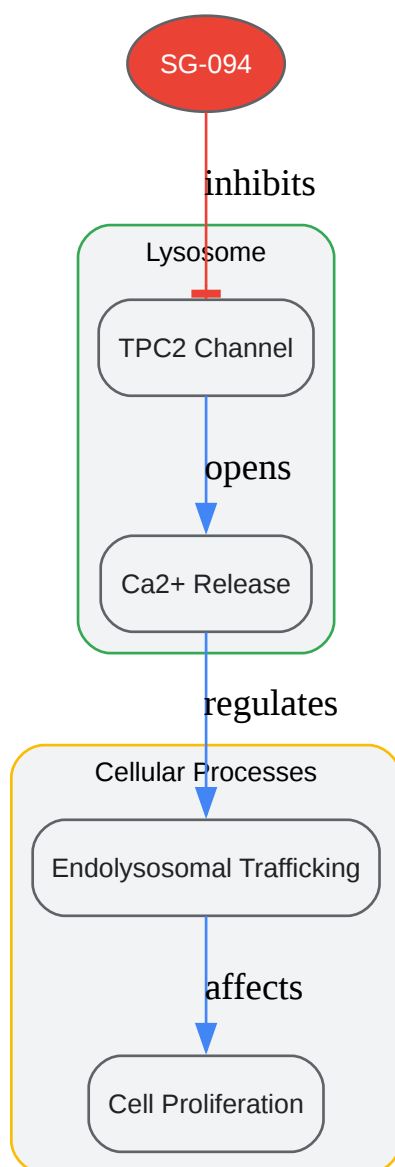 SG-094
inhibits
Lysosome
TPC2 Channel
opens
Ca2+ Release
regulates
Cellular Processes
Endolysosomal Trafficking
affects
Cell Proliferation